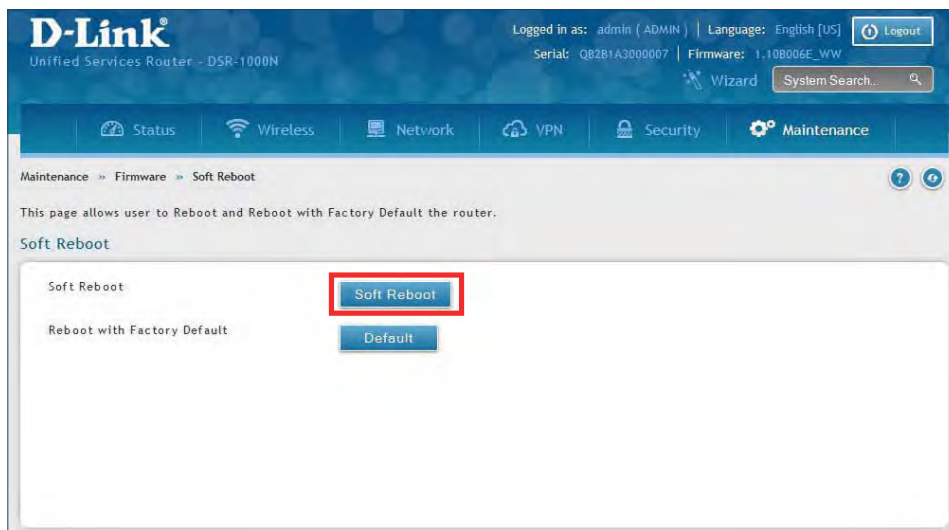 D-Link®
Unified Services Router - DSR-1000N
Logged in as: admin ( ADMIN ) | Language: English [US]
Logout
Serial: QB2B1A3000007 | Firmware: 1.10B006E_WW
Wizard
System Search..
Status
Wireless
Network
VPN
Security
Maintenance
Maintenance » Firmware » Soft Reboot
?
This page allows user to Reboot and Reboot with Factory Default the router.
Soft Reboot
Soft Reboot
Soft Reboot
Reboot with Factory Default
Default